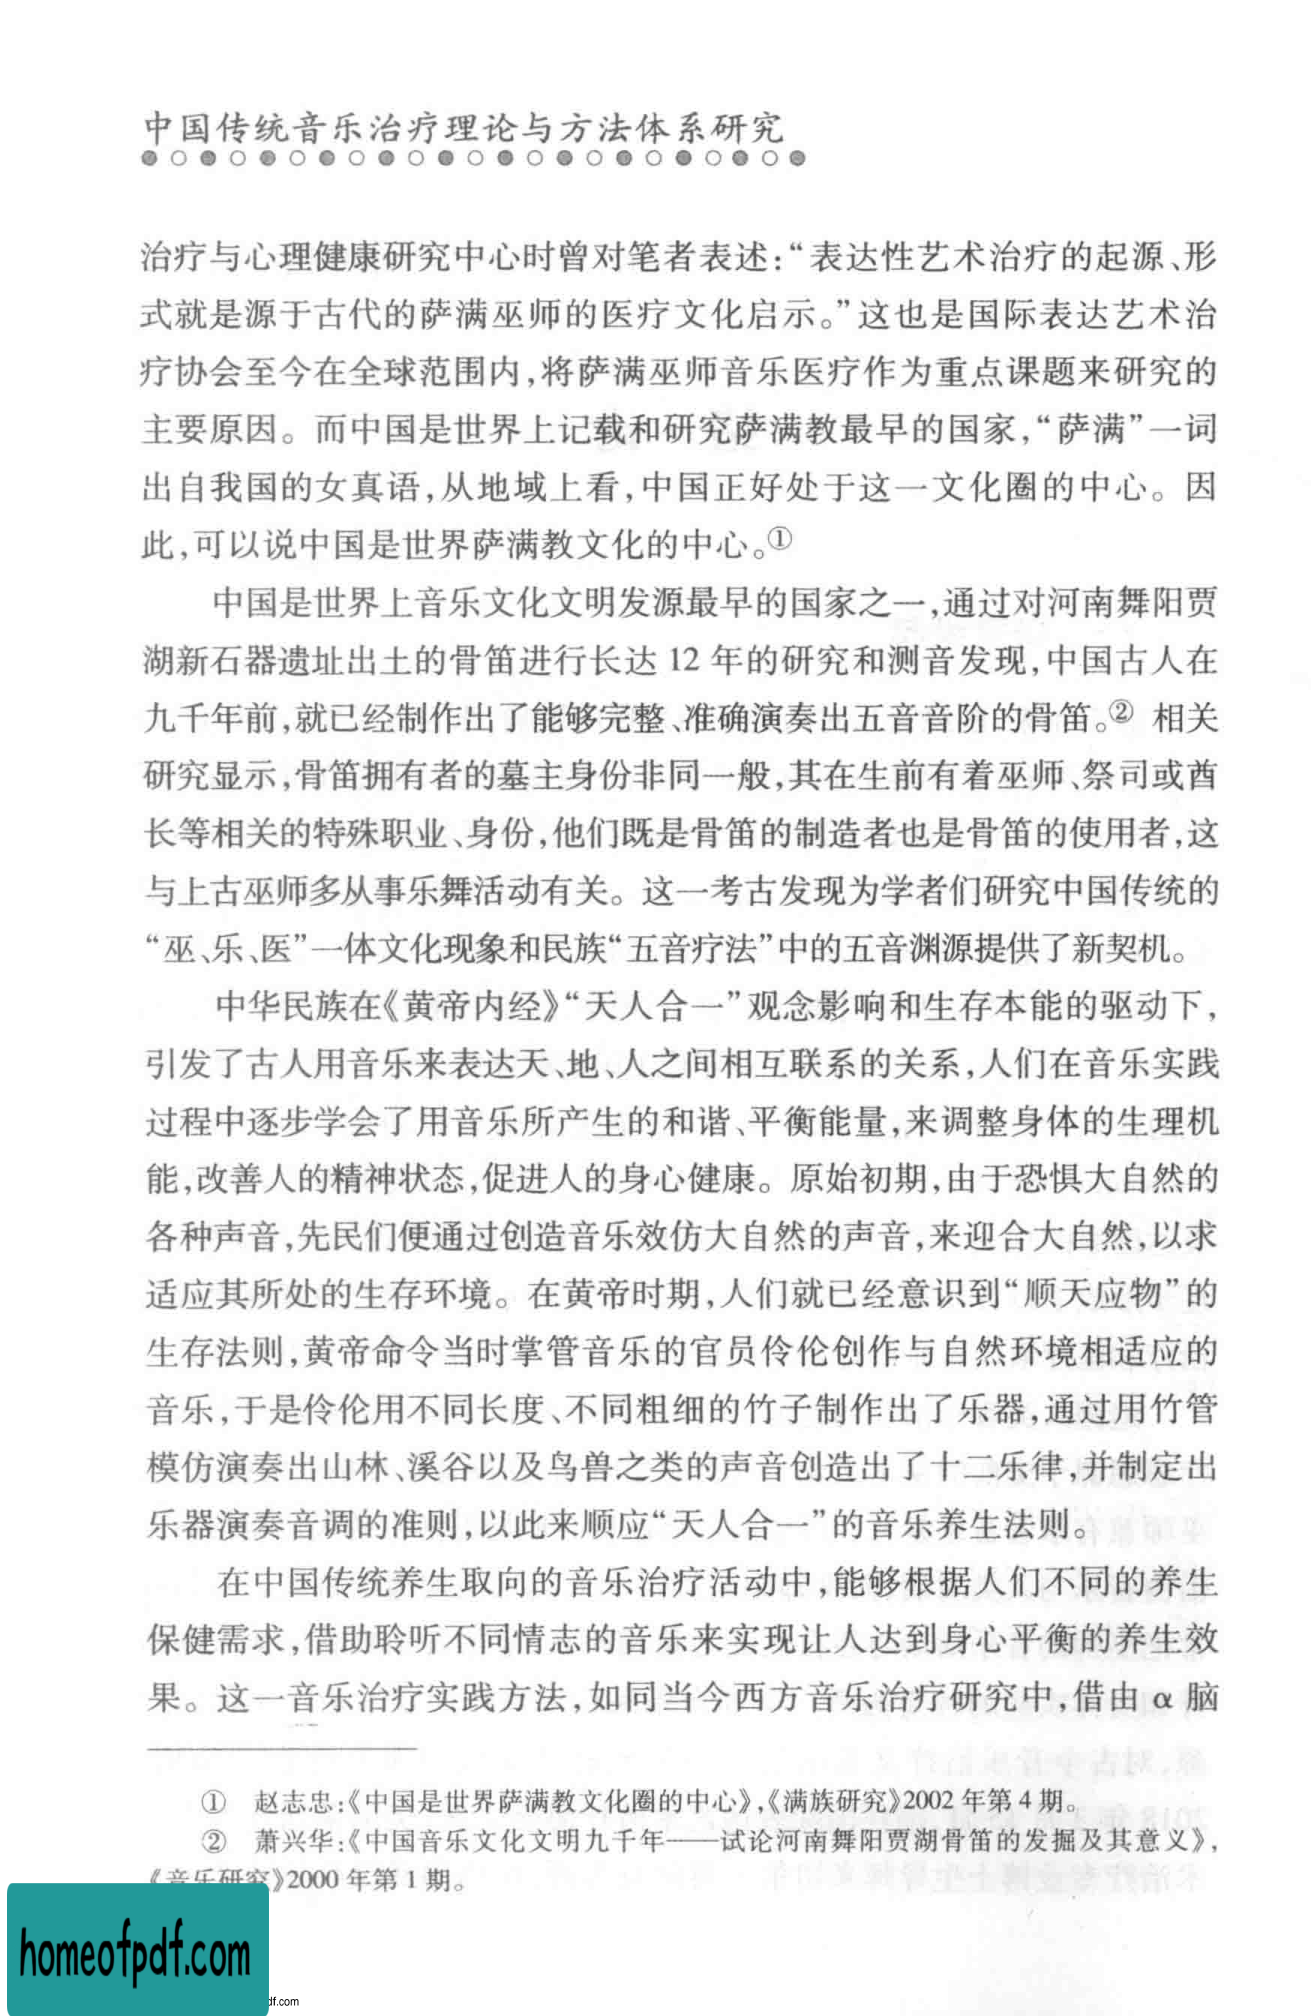 中国传统音乐治疗理论与方法体系研究
治疗与心理健康研究中心时曾对笔者表述：“表达性艺术治疗的起源、形
式就是源于古代的萨满巫师的医疗文化启示。”这也是国际表达艺术治
疗协会至今在全球范围内，将萨满巫师音乐医疗作为重点课题来研究的
主要原因。而中国是世界上记载和研究萨满教最早的国家，“萨满”一词
出自我国的女真语，从地域上看，中国正好处于这一文化圈的中心。因
此，可以说中国是世界萨满教文化的中心。①
中国是世界上音乐文化文明发源最早的国家之一，通过对河南舞阳贾
湖新石器遗址出土的骨笛进行长达 12 年的研究和测音发现，中国古人在
九千年前，就已经制作出了能够完整、准确演奏出五音音阶的骨笛。② 相关
研究显示，骨笛拥有者的墓主身份非同一般，其在生前有着巫师、祭司或酋
长等相关的特殊职业、身份，他们既是骨笛的制造者也是骨笛的使用者，这
与上古巫师多从事乐舞活动有关。这一考古发现为学者们研究中国传统的
“巫、乐、医”一体文化现象和民族“五音疗法”中的五音渊源提供了新契机。
中华民族在《黄帝内经》“天人合一”观念影响和生存本能的驱动下，
引发了古人用音乐来表达天、地、人之间相互联系的关系，人们在音乐实践
过程中逐步学会了用音乐所产生的和谐、平衡能量，来调整身体的生理机
能，改善人的精神状态，促进人的身心健康。原始初期，由于恐惧大自然的
各种声音，先民们便通过创造音乐效仿大自然的声音，来迎合大自然，以求
适应其所处的生存环境。在黄帝时期，人们就已经意识到“顺天应物”的
生存法则，黄帝命令当时掌管音乐的官员伶伦创作与自然环境相适应的
音乐，于是伶伦用不同长度、不同粗细的竹子制作出了乐器，通过用竹管
模仿演奏出山林、溪谷以及鸟兽之类的声音创造出了十二乐律，并制定出
乐器演奏音调的准则，以此来顺应“天人合一”的音乐养生法则。
在中国传统养生取向的音乐治疗活动中，能够根据人们不同的养生
保健需求，借助聆听不同情志的音乐来实现让人达到身心平衡的养生效
果。这一音乐治疗实践方法，如同当今西方音乐治疗研究中，借由 α 脑
① 赵志忠：《中国是世界萨满教文化圈的中心》，《满族研究》2002 年第 4 期。
② 萧兴华：《中国音乐文化文明九千年——试论河南舞阳贾湖骨笛的发掘及其意义》，
《音乐研究》2000 年第 1 期。
homeofpdf.com
df.com